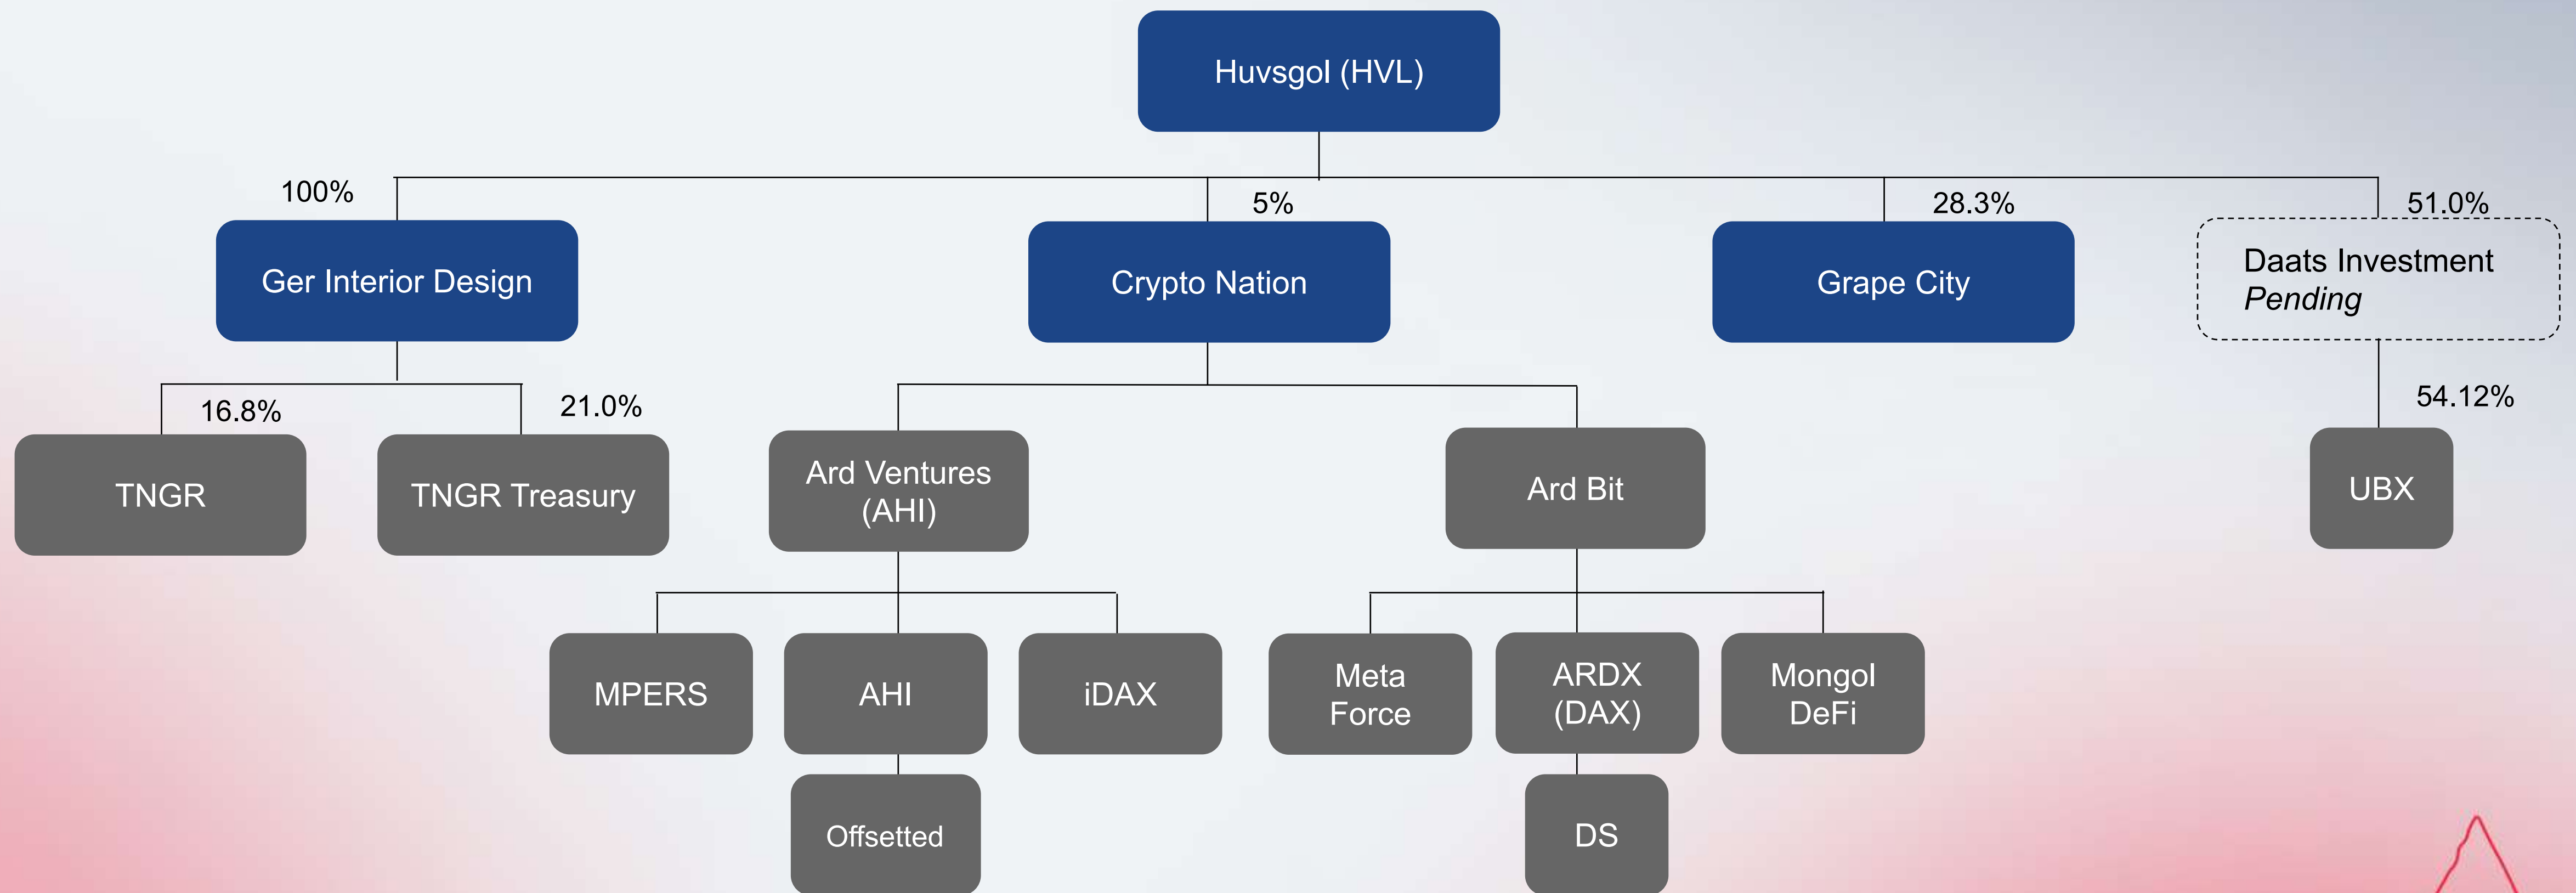 Huvsgol (HVL)
100%
5%
28.3%
51.0%
Ger Interior Design
Crypto Nation
Grape City
Daats Investment
Pending
16.8%
21.0%
54.12%
TNGR
TNGR Treasury
Ard Ventures
(AHI)
Ard Bit
UBX
MPERS
AHI
iDAX
Meta
Force
ARDX
(DAX)
Mongol
DeFi
Offsetted
DS